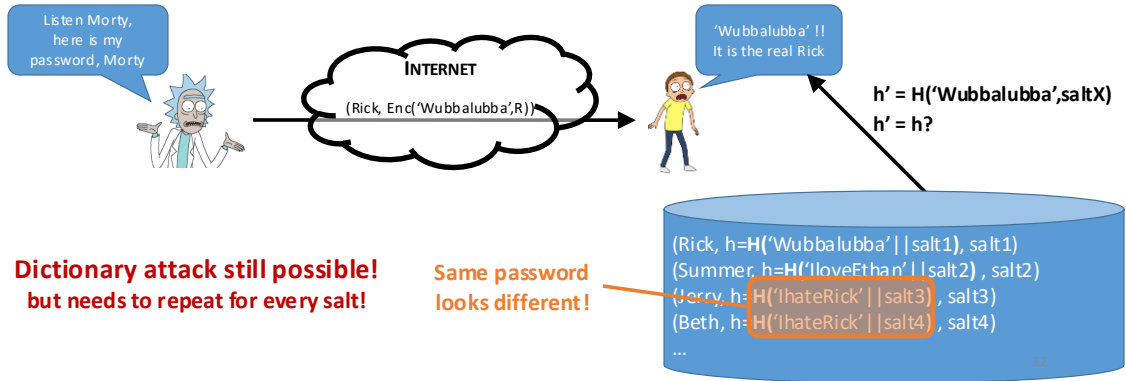 Listen Morty,
here is my
password, Morty
INTERNET
(Rick, Enc('Wubbalubba',R))
'Wubbalubba' !!
It is the real Rick
h' = H('Wubbalubba',saltX)
h' = h?
Dictionary attack still possible!
but needs to repeat for every salt!
Same password
looks different!
(Rick, h=H('Wubbalubba'||salt1), salt1)
(Summer, h=H('IloveEthan'||salt2) , salt2)
(Jerry, h=H('IhateRick'||salt3) , salt3)
(Beth, h=H('IhateRick'||salt4) , salt4)
...